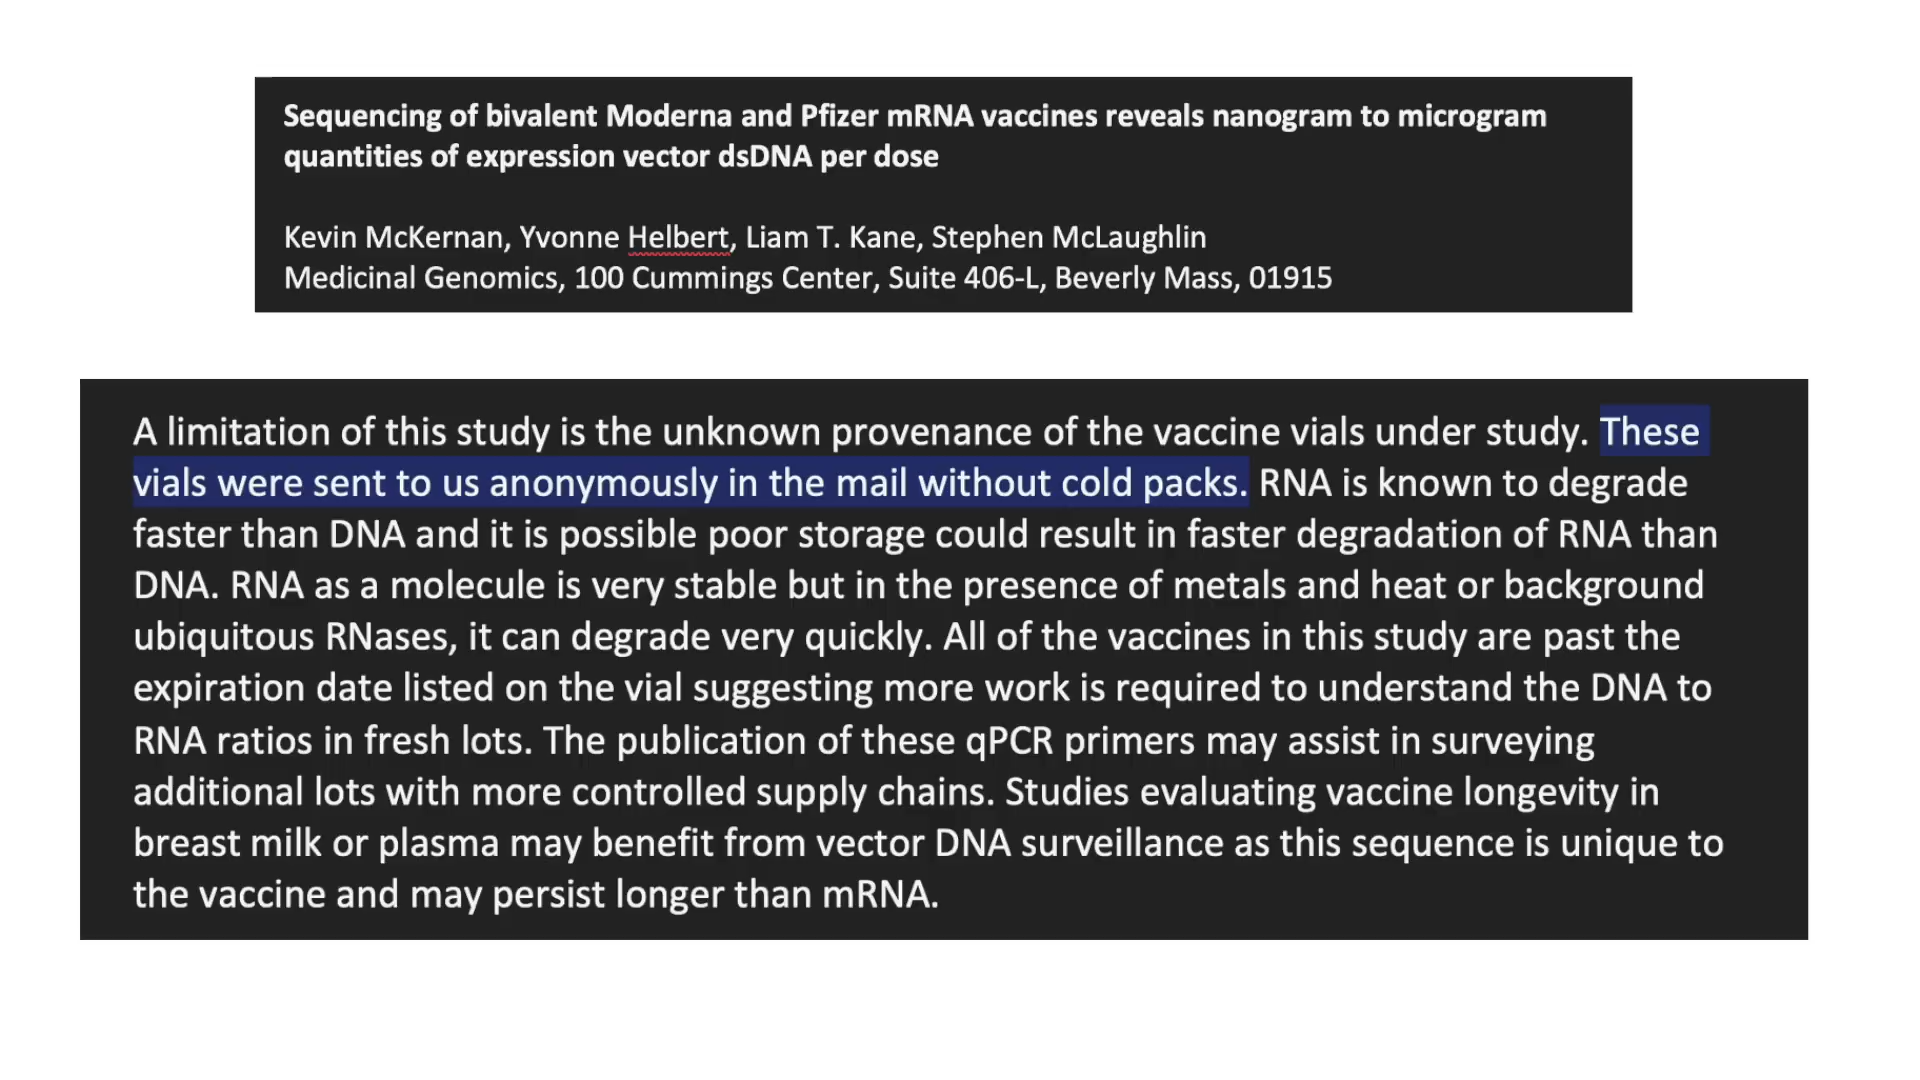 Sequencing of bivalent Moderna and Pfizer mRNA vaccines reveals nanogram to microgram
quantities of expression vector dsDNA per dose
Kevin McKernan, Yvonne Helbert, Liam T. Kane, Stephen McLaughlin
Medicinal Genomics, 100 Cummings Center, Suite 406-L, Beverly Mass, 01915
A limitation of this study is the unknown provenance of the vaccine vials under study. These
vials were sent to us anonymously in the mail without cold packs. RNA is known to degrade
faster than DNA and it is possible poor storage could result in faster degradation of RNA than
DNA. RNA as a molecule is very stable but in the presence of metals and heat or background
ubiquitous RNases, it can degrade very quickly. All of the vaccines in this study are past the
expiration date listed on the vial suggesting more work is required to understand the DNA to
RNA ratios in fresh lots. The publication of these qPCR primers may assist in surveying
additional lots with more controlled supply chains. Studies evaluating vaccine longevity in
breast milk or plasma may benefit from vector DNA surveillance as this sequence is unique to
the vaccine and may persist longer than mRNA.